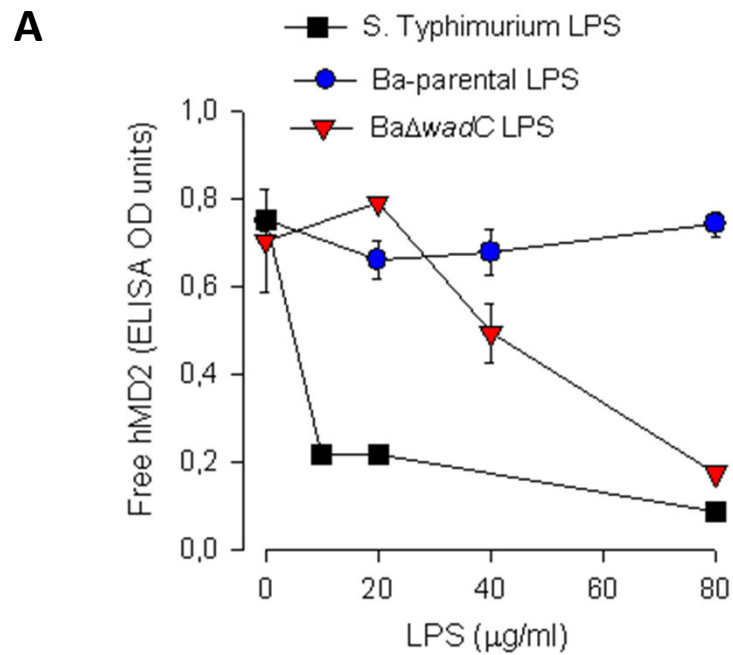 A
S. Typhimurium LPS
Ba-parental LPS
BaΔwadC LPS
Free hMD2 (ELISA OD units)
1,0
0,8
0,6
0,4
0,2
0,0
0 20 40 60 80
LPS (μg/ml)